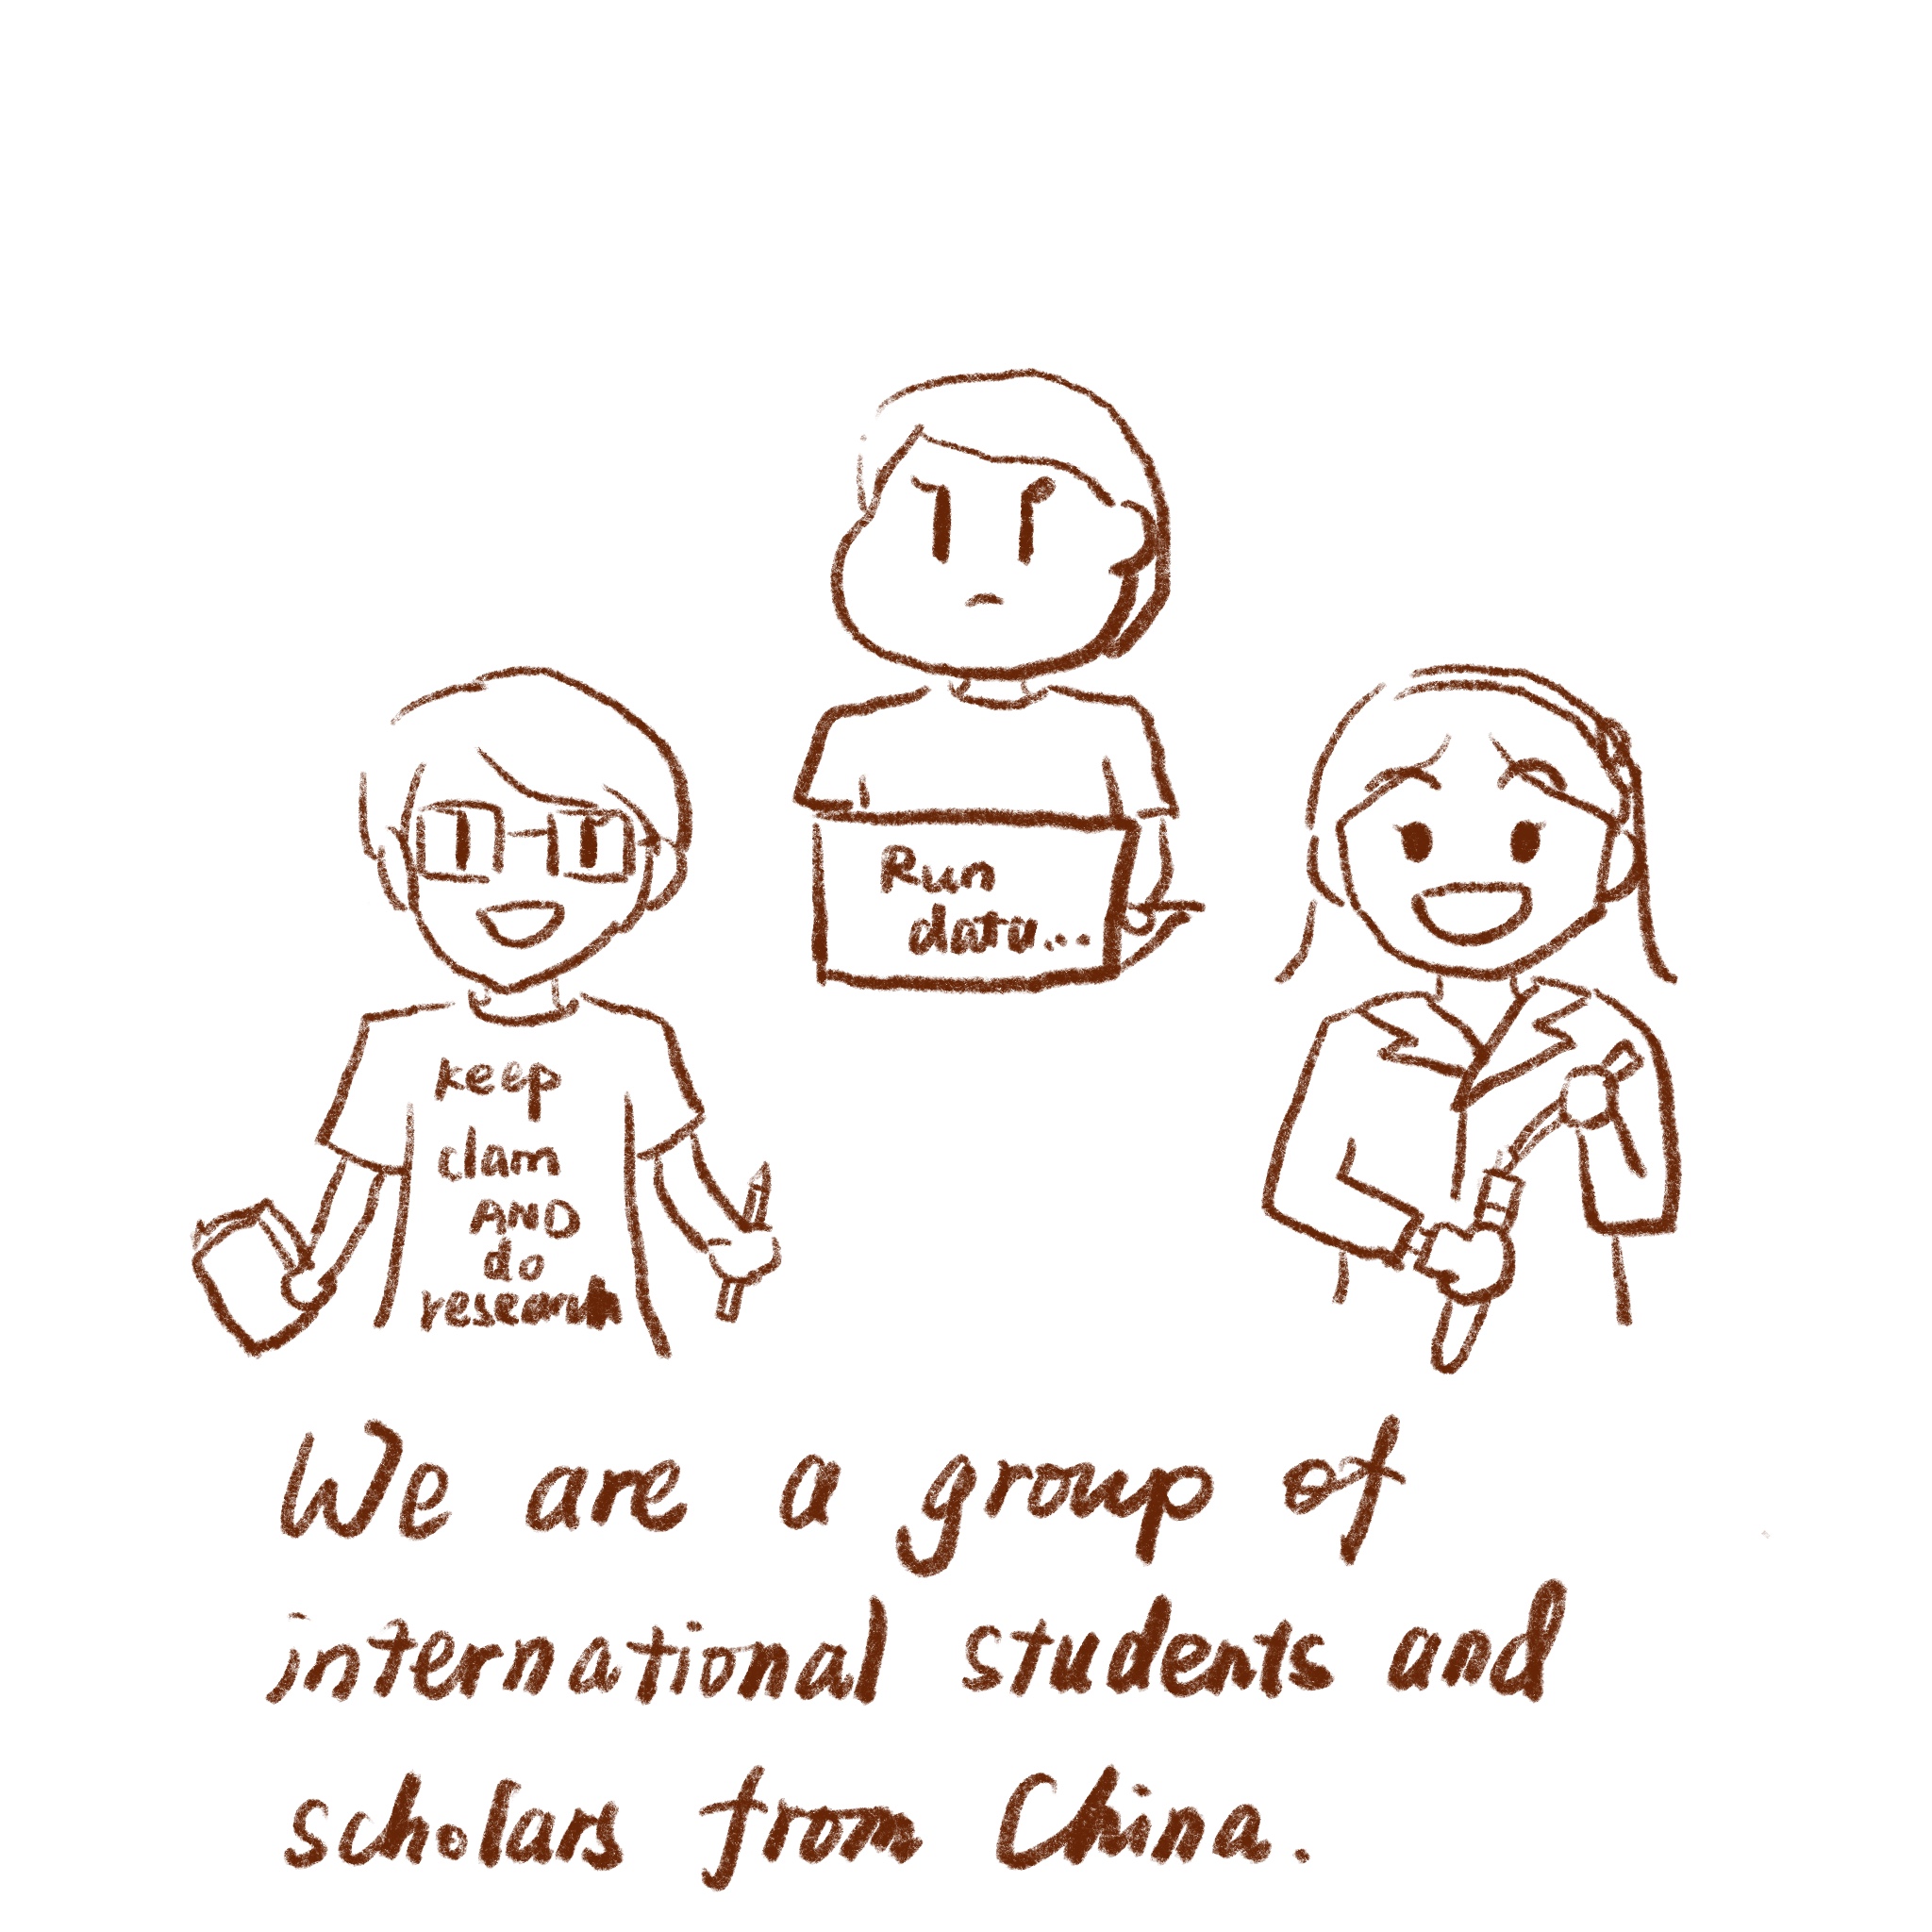 Run
data...
keep
clam
AND
do
research
We are a group of
international students and
scholars from China.